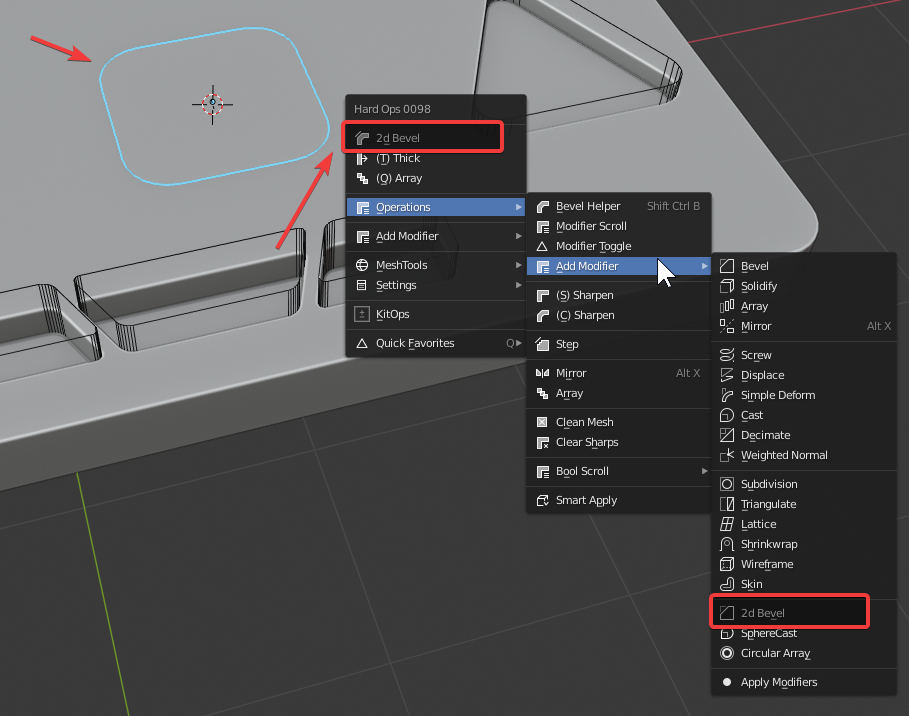 Hard Ops 0098
2d Bevel
(T) Thick
(Q) Array
Operations
Add Modifier
MeshTools
Settings
KitOps
Quick Favorites Q
Bevel Helper Shift Ctrl B
Modifier Scroll
Modifier Toggle
Add Modifier
(S) Sharpen
(C) Sharpen
Step
Mirror Alt X
Array
Clean Mesh
Clear Sharps
Bool Scroll
Smart Apply
Bevel
Solidify
Array
Mirror Alt X
Screw
Displace
Simple Deform
Cast
Decimate
Weighted Normal
Subdivision
Triangulate
Lattice
Shrinkwrap
Wireframe
Skin
2d Bevel
SphereCast
Circular Array
Apply Modifiers